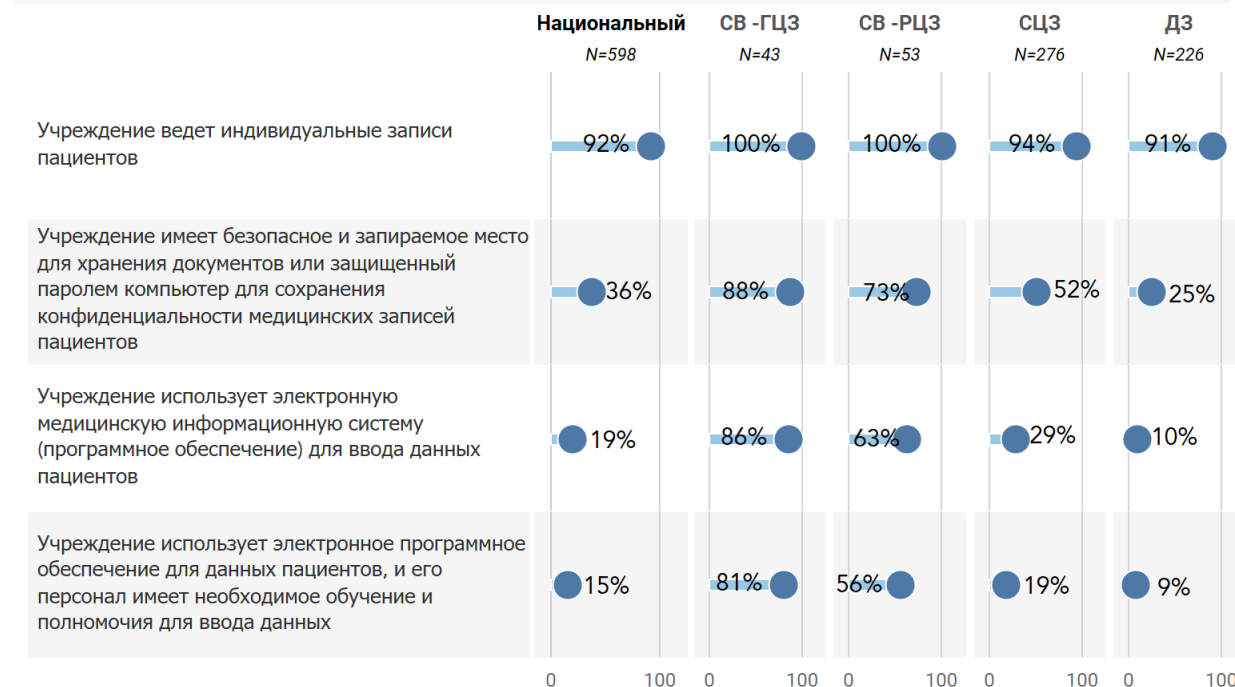 Национальный СВ -ГЦЗ СВ -РЦЗ СЦЗ ДЗ
N=598 N=43 N=53 N=276 N=226
Учреждение ведет индивидуальные записи
пациентов
92% 100% 100% 94% 91%
Учреждение имеет безопасное и запираемое место
для хранения документов или защищенный
паролем компьютер для сохранения
конфиденциальности медицинских записей
пациентов
36% 88% 73% 52% 25%
Учреждение использует электронную
медицинскую информационную систему
(программное обеспечение) для ввода данных
пациентов
19% 86% 63% 29% 10%
Учреждение использует электронное программное
обеспечение для данных пациентов, и его
персонал имеет необходимое обучение и
полномочия для ввода данных
15% 81% 56% 19% 9%
0 100 0 100 0 100 0 100 0 100